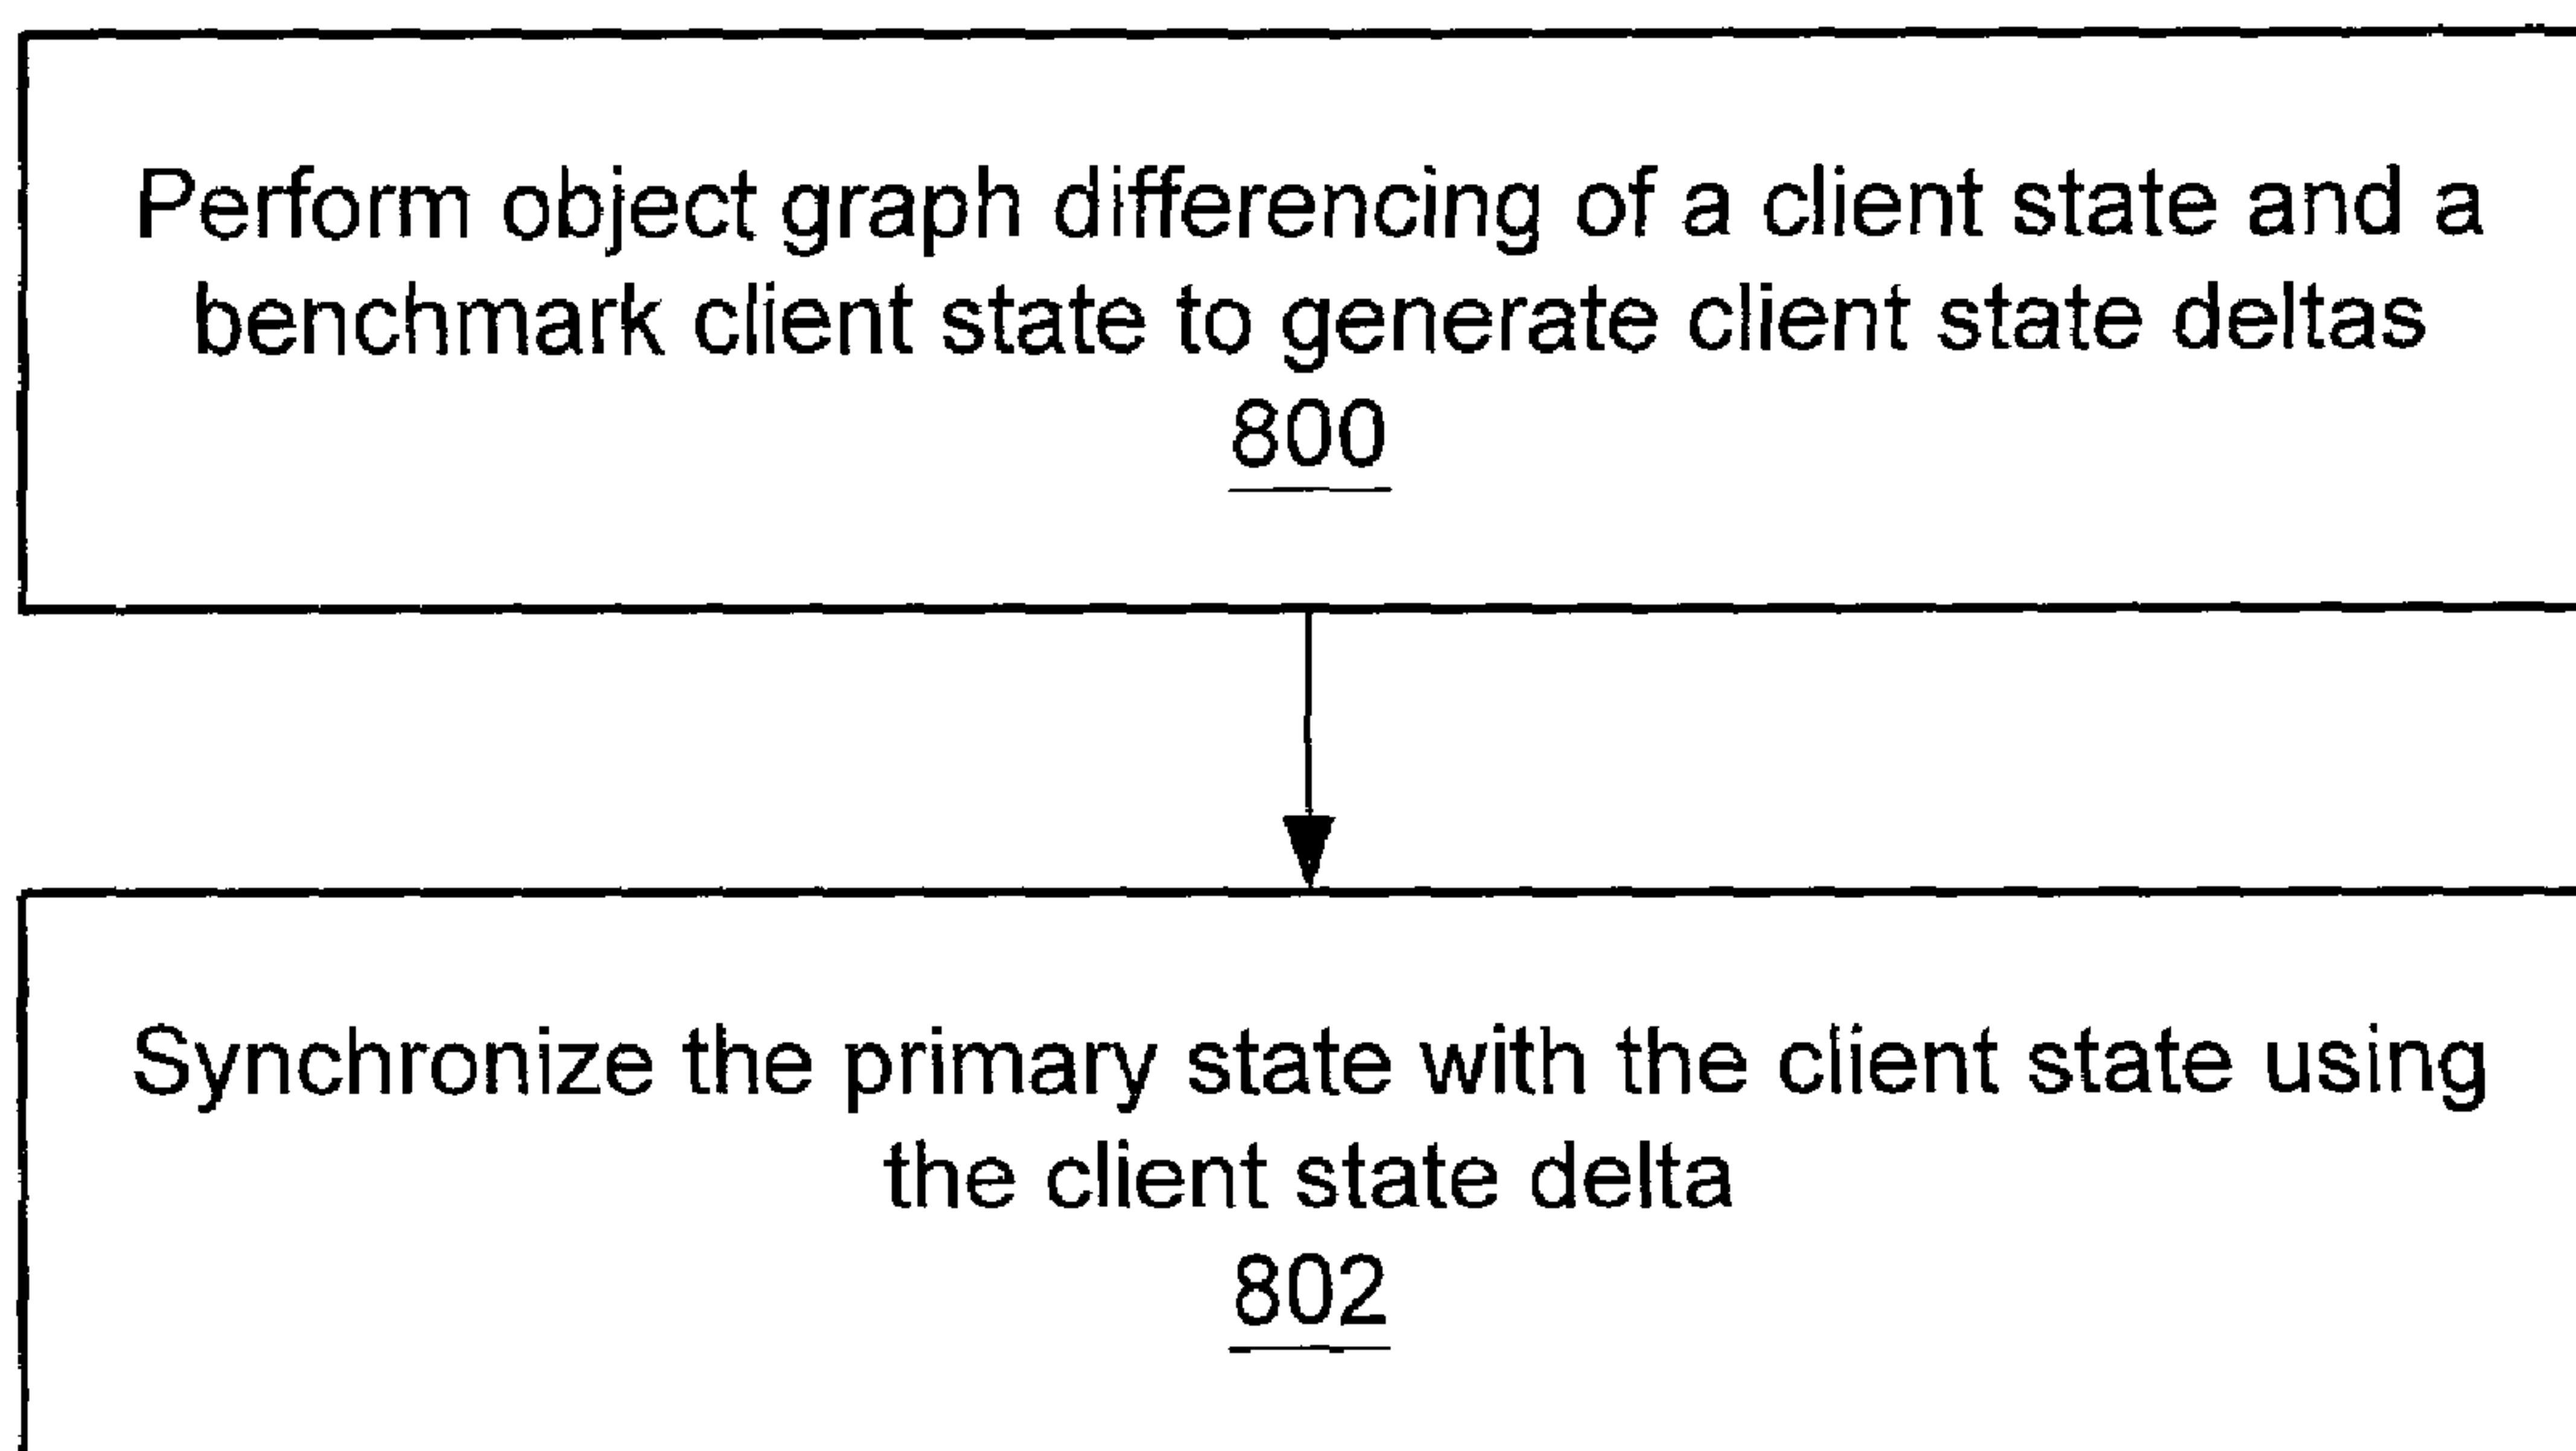 Perform object graph differencing of a client state and a
benchmark client state to generate client state deltas
800
Synchronize the primary state with the client state using
the client state delta
802